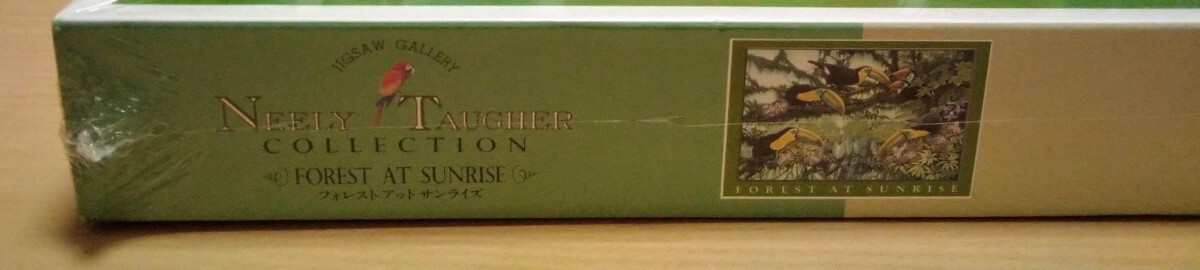 JIGSAW GALLERY
NEELY TAUGHER
COLLECTION
FOREST AT SUNRISE
フォレストアットサンライズ
FOREST AT SUNRISE